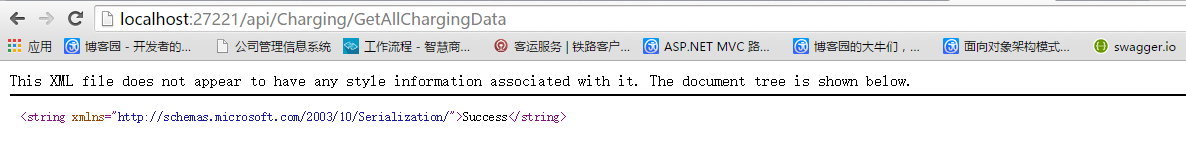 localhost:27221/api/Charging/GetAllChargingData
应用 博客园 - 开发者的... 公司管理信息系统 工作流程 - 智慧商... 客运服务 | 铁路客户... ASP.NET MVC 路... 博客园的大牛们，... 面向对象架构模式... swagger.io
This XML file does not appear to have any style information associated with it. The document tree is shown below.
<string xmlns="http://schemas.microsoft.com/2003/10/Serialization/">Success</string>